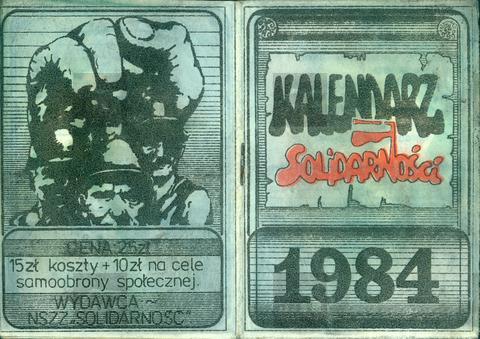 CENA 25zł
15zł koszty + 10zł na cele
samoobrony społecznej.
WYDAWCA ~
NSZZ „SOLIDARNOŚĆ"
KALENDARZ
SOLIDARNOŚCI
1984